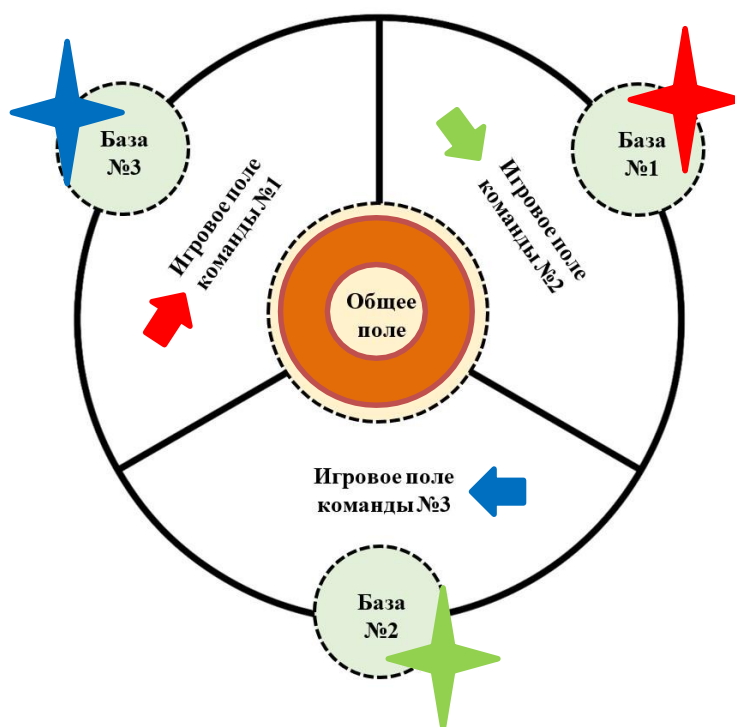 База
№3
База
№1
Игровое поле
команды №1
Игровое поле
команды №2
Общее
поле
Игровое поле
команды №3
База
№2